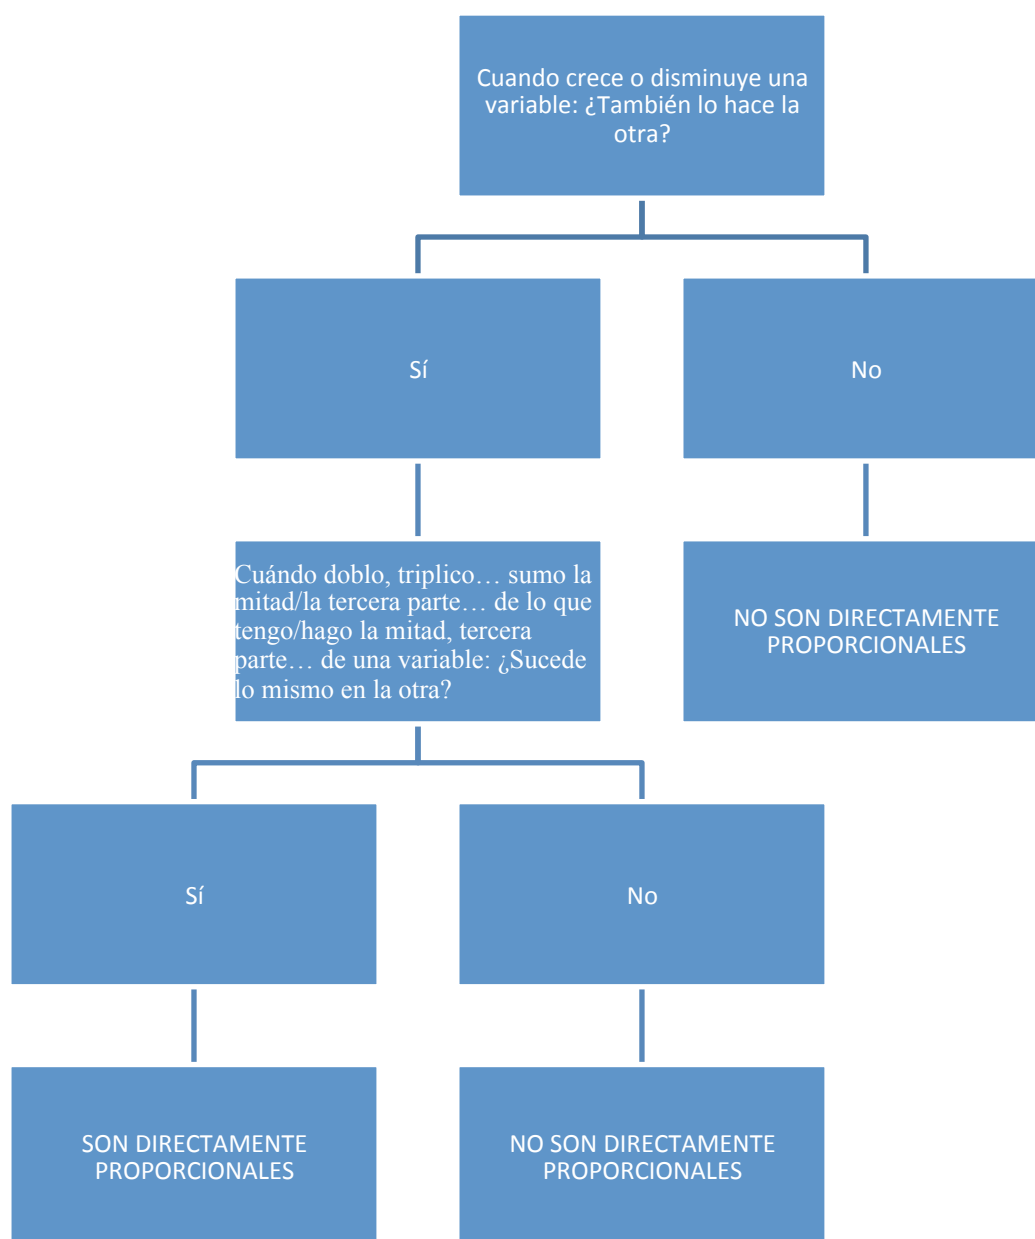 Cuando crece o disminuye una
variable: ¿También lo hace la
otra?
Sí
No
Cuándo doblo, triplico… sumo la
mitad/la tercera parte… de lo que
tengo/hago la mitad, tercera
parte… de una variable: ¿Sucede
lo mismo en la otra?
NO SON DIRECTAMENTE
PROPORCIONALES
Sí
No
SON DIRECTAMENTE
PROPORCIONALES
NO SON DIRECTAMENTE
PROPORCIONALES